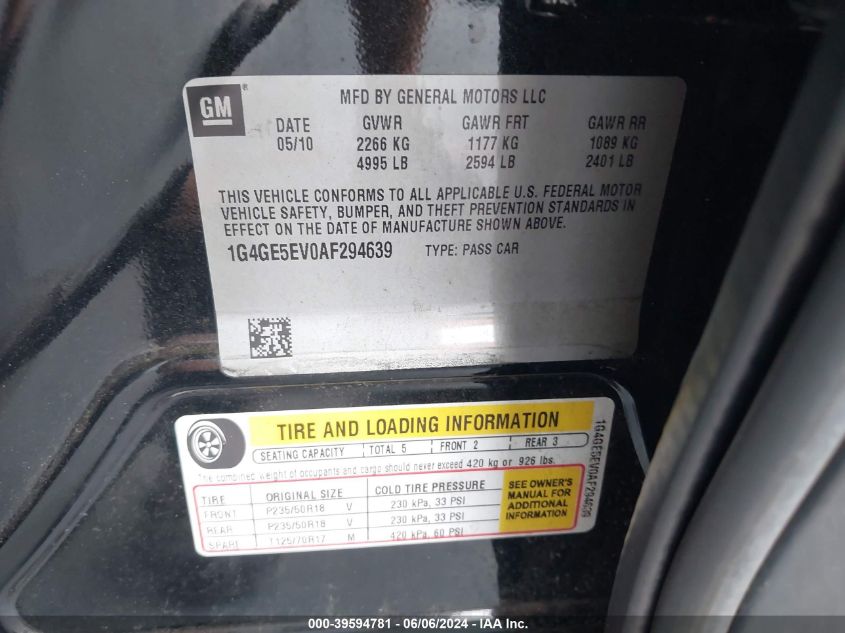 GM ®
MFD BY GENERAL MOTORS LLC
DATE GVWR GAWR FRT GAWR RR
05/10 2266 KG 1177 KG 1089 KG
4995 LB 2594 LB 2401 LB
THIS VEHICLE CONFORMS TO ALL APPLICABLE U.S. FEDERAL MOTOR
VEHICLE SAFETY, BUMPER, AND THEFT PREVENTION STANDARDS IN
EFFECT ON THE DATE OF MANUFACTURE SHOWN ABOVE.
1G4GE5EV0AF294639 TYPE: PASS CAR
TIRE AND LOADING INFORMATION
SEATING CAPACITY TOTAL 5 FRONT 2 REAR 3
The combined weight of occupants and cargo should never exceed 420 kg or 926 lbs.
TIRE ORIGINAL SIZE COLD TIRE PRESSURE
FRONT P235/50R18 V 230 kPa, 33 PSI
REAR P235/50R18 V 230 kPa, 33 PSI
SPARE T125/70R17 M 420 kPa, 60 PSI
SEE OWNER'S
MANUAL FOR
ADDITIONAL
INFORMATION
1G4GE5EV0AF294639
000-39594781 - 06/06/2024 - IAA Inc.